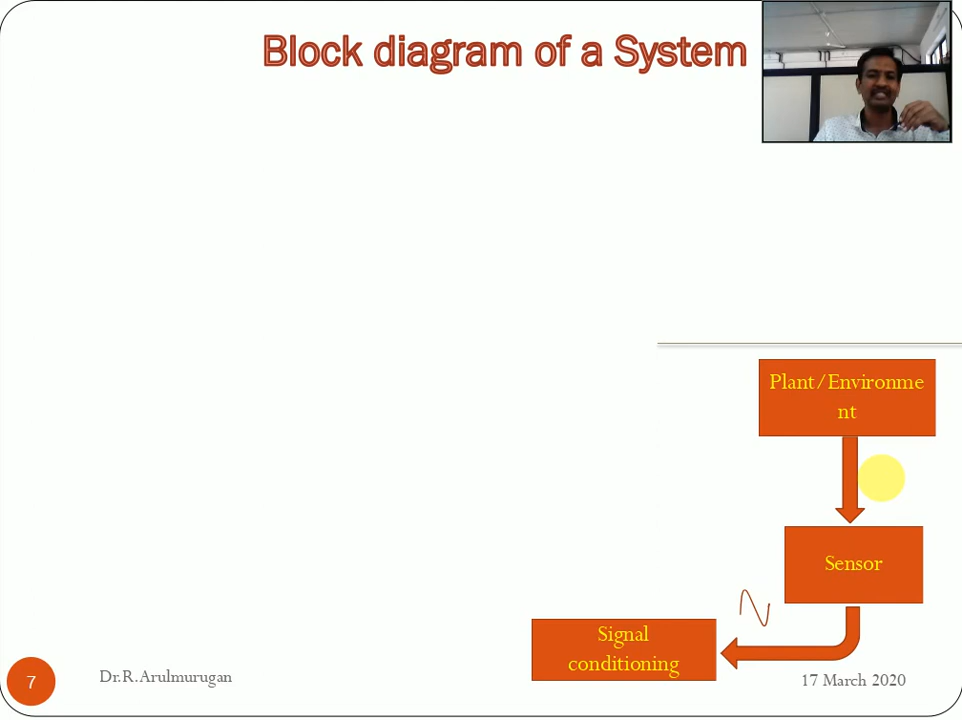 Block diagram of a System
Plant/Environme
nt
Sensor
Signal
conditioning
7
Dr.R.Arulmurugan
17 March 2020